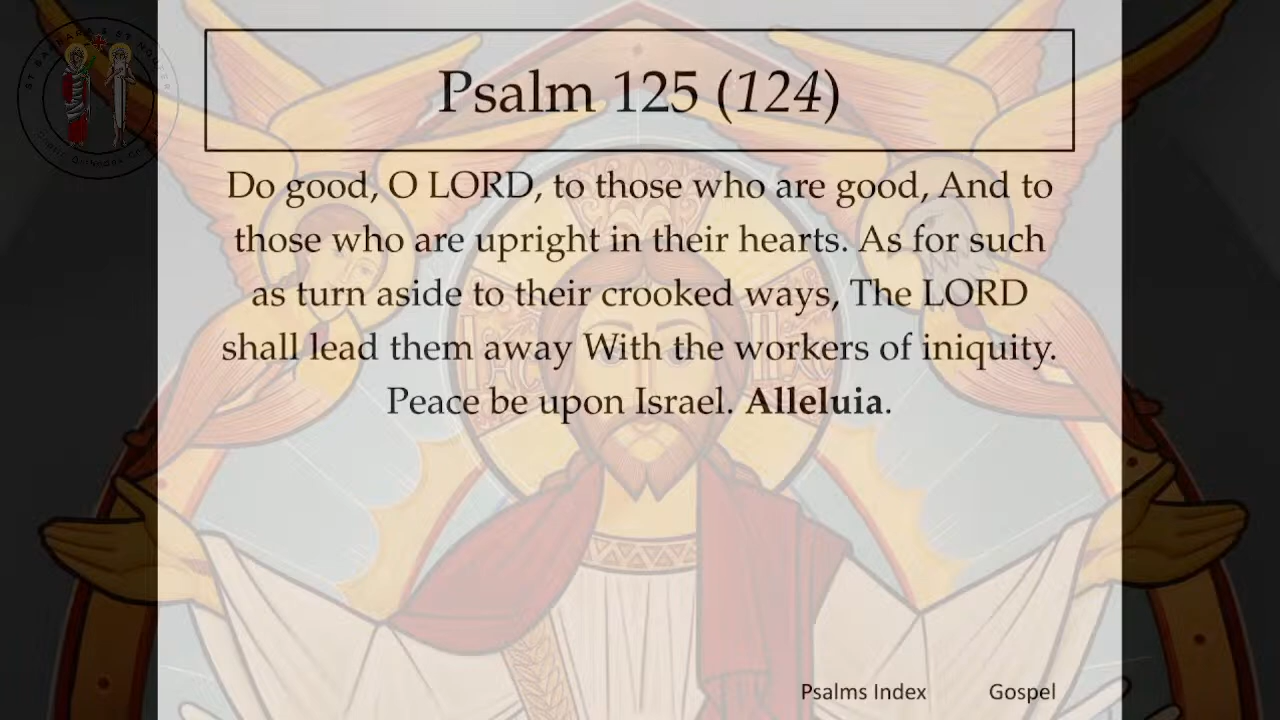 Psalm 125 (124)
Do good, O LORD, to those who are good, And to
those who are upright in their hearts. As for such
as turn aside to their crooked ways, The LORD
shall lead them away With the workers of iniquity.
Peace be upon Israel. Alleluia.
Psalms Index
Gospel